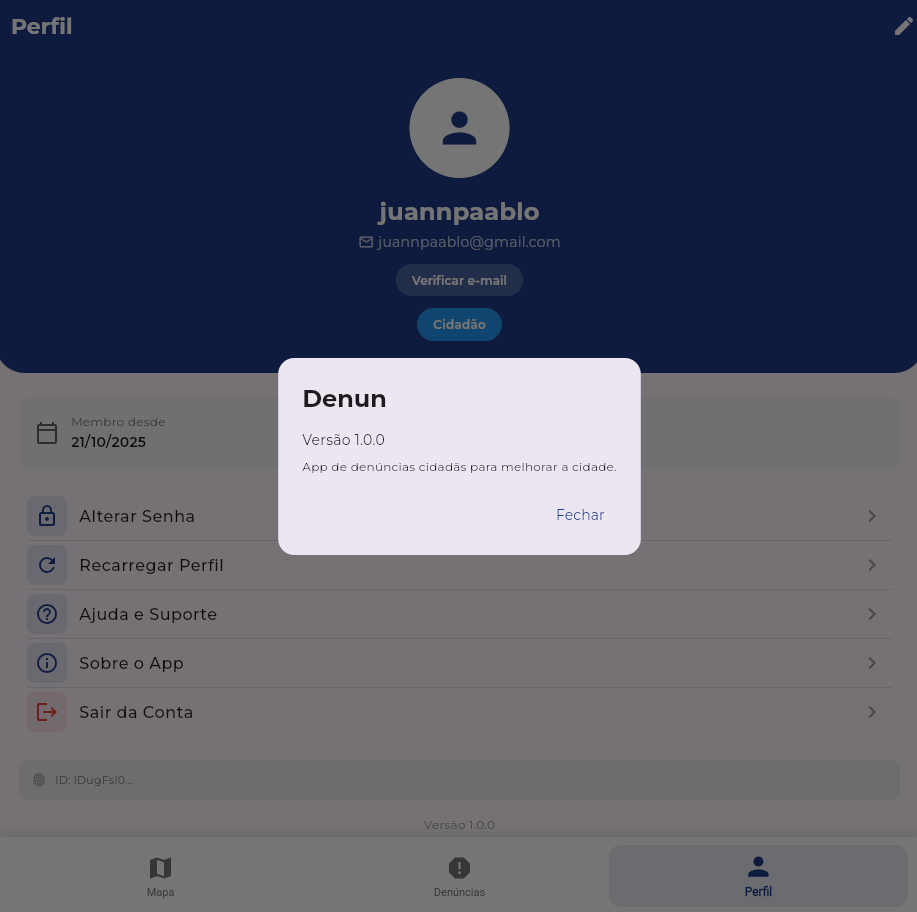 Perfil
juannpaablo
juannpaablo@gmail.com
Verificar e-mail
Cidadão
Denun
Versão 1.0.0
App de denúncias cidadãs para melhorar a cidade.
Fechar
Membro desde
21/10/2025
Alterar Senha
Recarregar Perfil
Ajuda e Suporte
Sobre o App
Sair da Conta
ID: IDugFsI0...
Versão 1.0.0
Mapa
Denúncias
Perfil